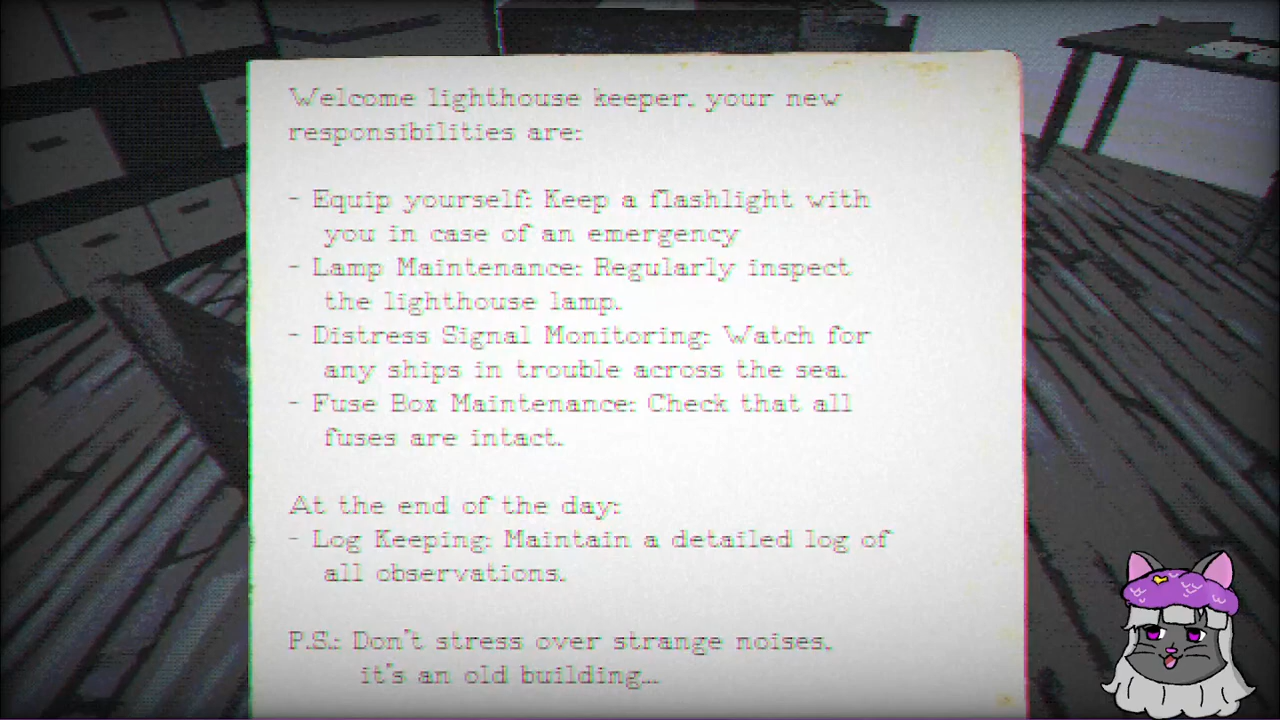 Welcome lighthouse keeper, your new
responsibilities are:
- Equip yourself: Keep a flashlight with
you in case of an emergency
- Lamp Maintenance: Regularly inspect
the lighthouse lamp.
- Distress Signal Monitoring: Watch for
any ships in trouble across the sea.
- Fuse Box Maintenance: Check that all
fuses are intact.
At the end of the day:
- Log Keeping: Maintain a detailed log of
all observations.
P.S.: Don't stress over strange noises,
it's an old building...